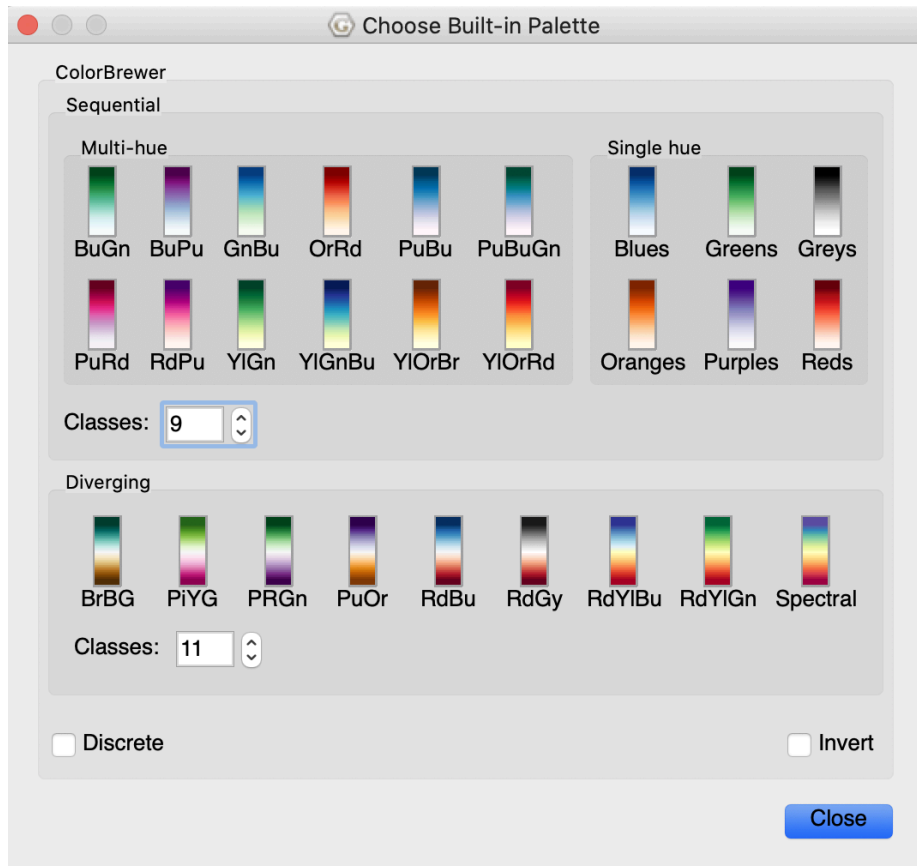 Choose Built-in Palette
ColorBrewer
Sequential
Multi-hue
BuGn BuPu GnBu OrRd PuBu PuBuGn
PuRd RdPu YlGn YlGnBu YlOrBr YlOrRd
Single hue
Blues Greens Greys
Oranges Purples Reds
Classes: 9
Diverging
BrBG PiYG PRGn PuOr RdBu RdGy RdYlBu RdYlGn Spectral
Classes: 11
Discrete
Invert
Close